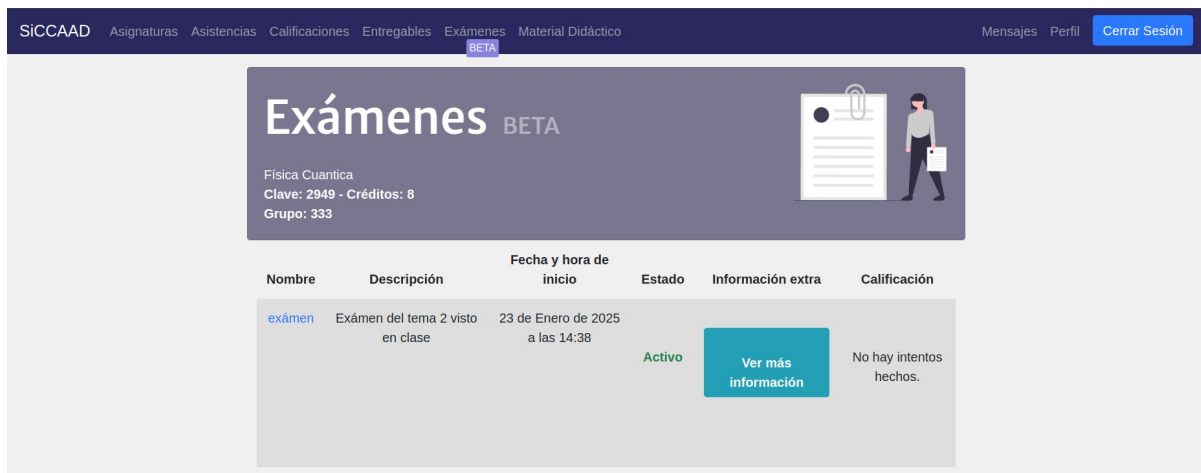 SiCCAAD Asignaturas Asistencias Calificaciones Entregables Exámenes Material Didáctico Mensajes Perfil Cerrar Sesión
BETA
Exámenes BETA
Física Cuantica
Clave: 2949 - Créditos: 8
Grupo: 333
Nombre Descripción Fecha y hora de inicio Estado Información extra Calificación
exámen Exámen del tema 2 visto en clase 23 de Enero de 2025 a las 14:38 Activo Ver más información No hay intentos hechos.